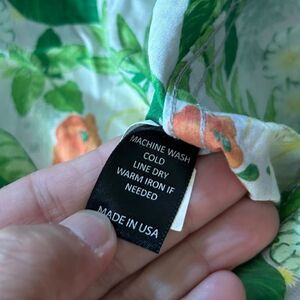 MACHINE WASH
COLD
LINE DRY
WARM IRON IF
NEEDED
MADE IN USA